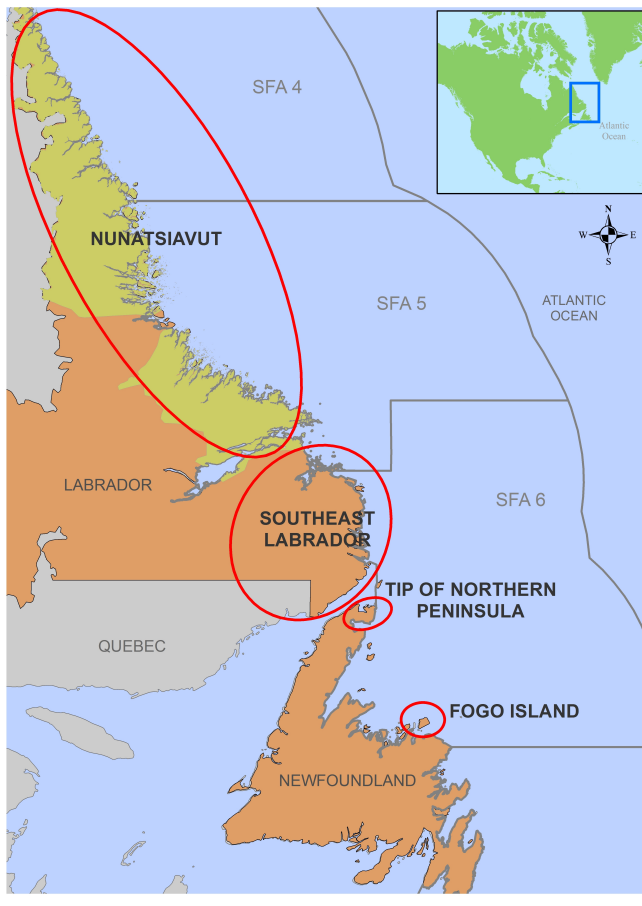 SFA 4
Atlantic
Ocean
N
W E
S
NUNATSIAVUT
SFA 5
ATLANTIC
OCEAN
LABRADOR
SFA 6
SOUTHEAST
LABRADOR
TIP OF NORTHERN
PENINSULA
QUEBEC
FOGO ISLAND
NEWFOUNDLAND